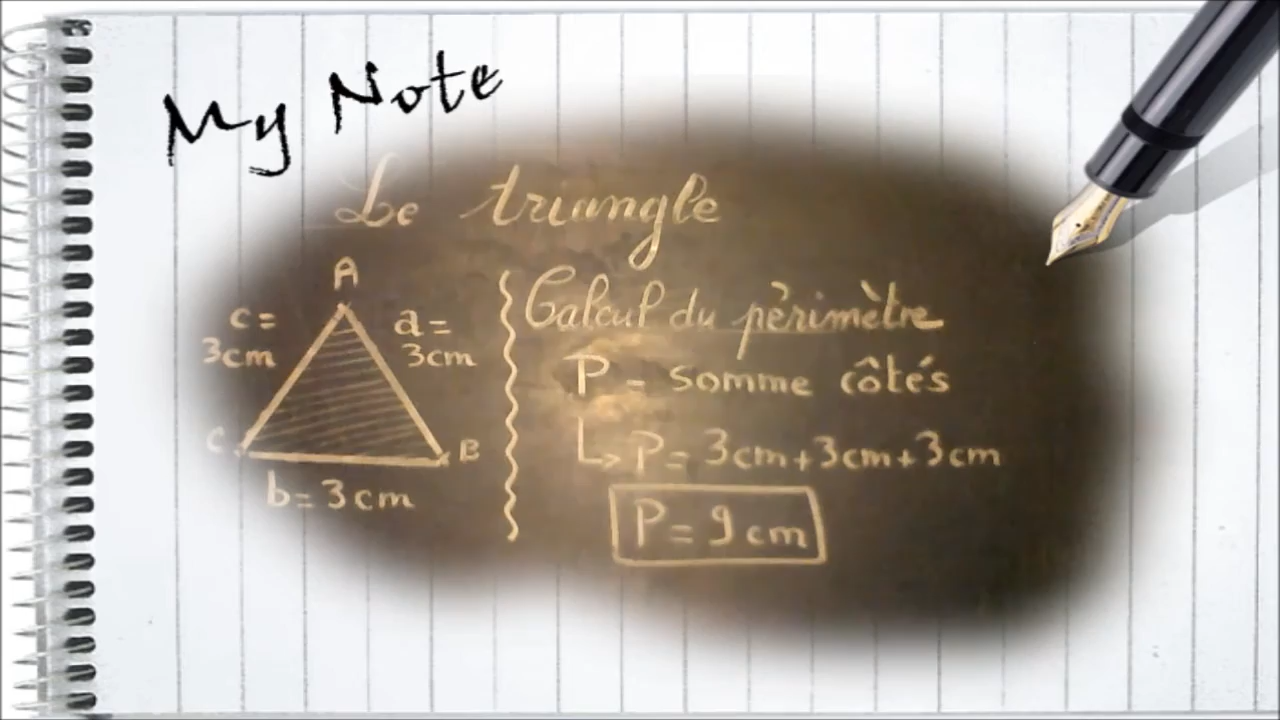 My Note
Le triangle
A
c =
3cm
a =
3cm
C
B
b = 3cm
Calcul du périmètre
P = somme côtés
↳ P = 3cm + 3cm + 3cm
P = 9cm